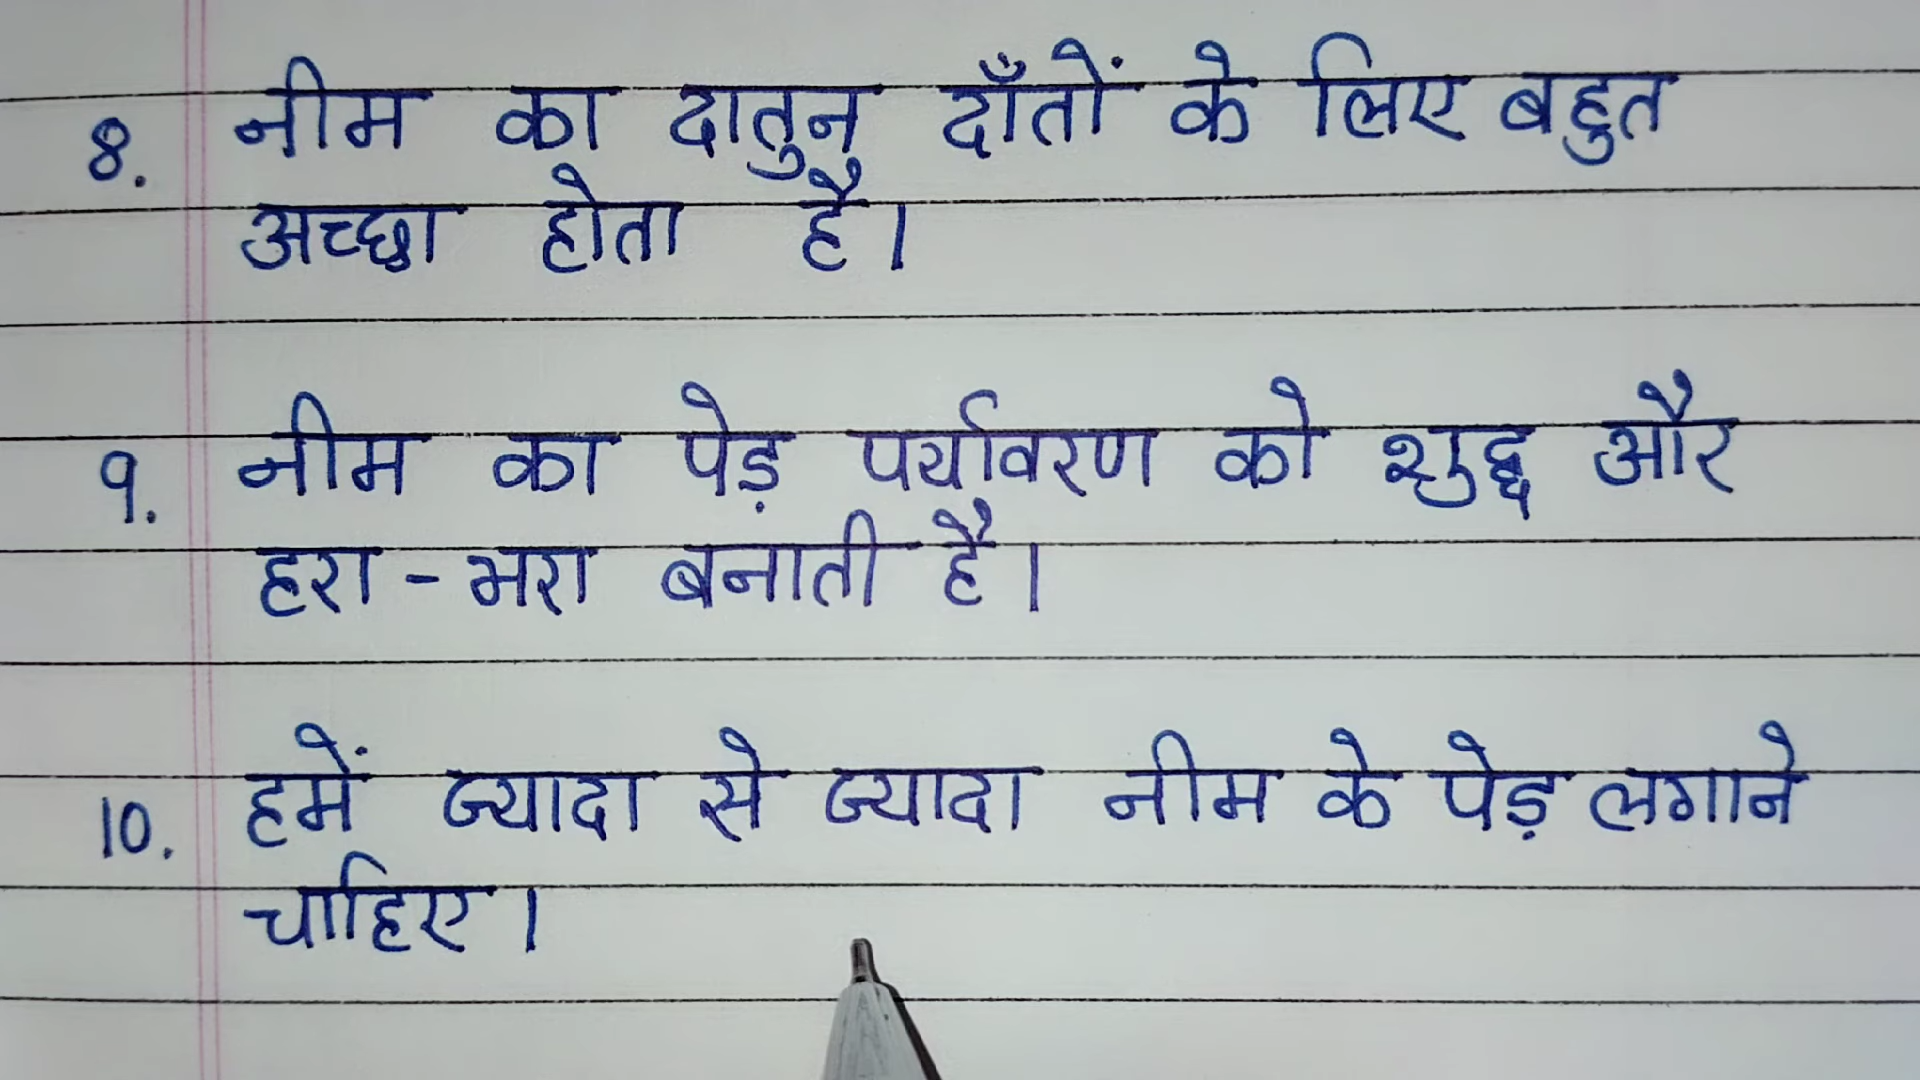 8. नीम का दातुन दाँतों के लिए बहुत
अच्छा होता है।
9. नीम का पेड़ पर्यावरण को शुद्ध और
हरा - भरा बनाती है।
10. हमें ज्यादा से ज्यादा नीम के पेड़ लगाने
चाहिए।